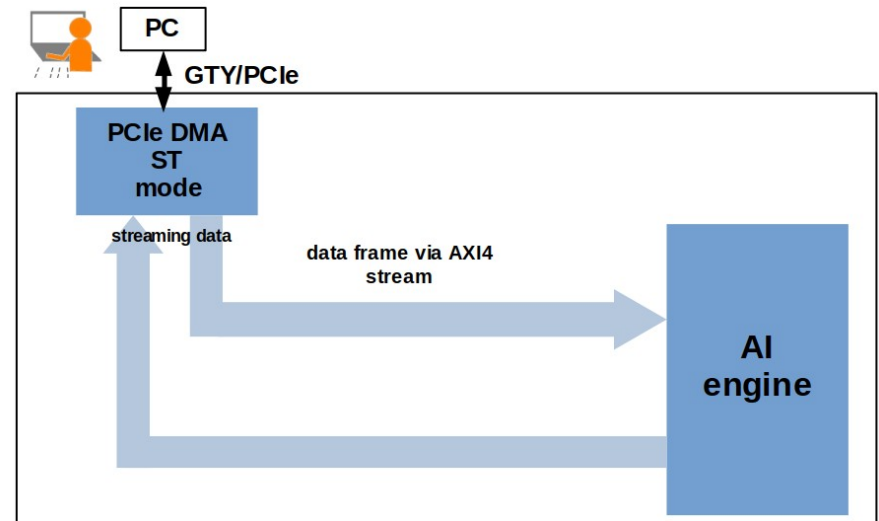 PC
GTY/PCIe
PCIe DMA
ST
mode
streaming data
data frame via AXI4
stream
AI
engine